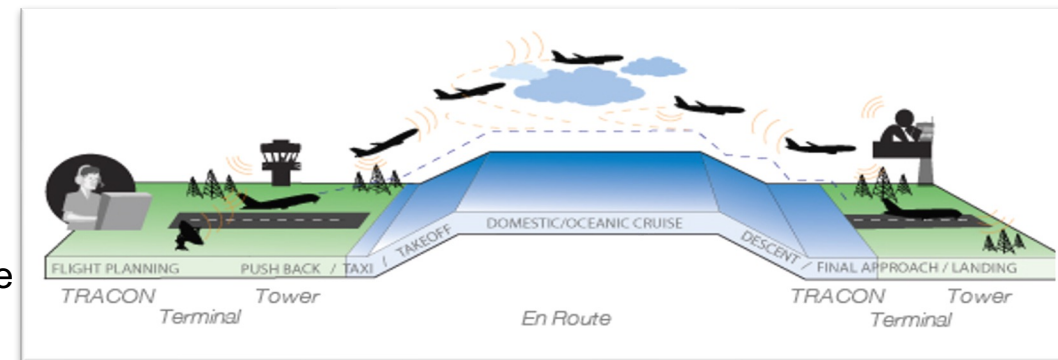 FLIGHT PLANNING PUSH BACK / TAXI / TAKEOFF DOMESTIC/OCEANIC CRUISE DESCENT / FINAL APPROACH / LANDING
e
TRACON Tower TRACON Tower
Terminal En Route Terminal